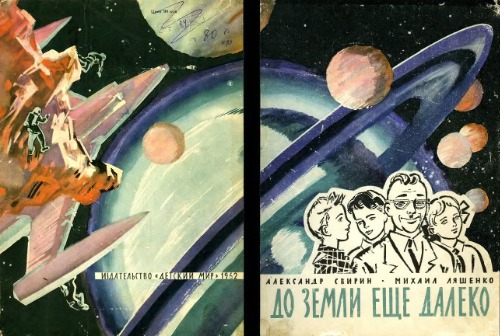 ИЗДАТЕЛЬСТВО «ДЕТСКИЙ МИР» 1962
АЛЕКСАНДР СВИРИН • МИХАИЛ ЛЯШЕНКО
ДО ЗЕМЛИ ЕЩЕ ДАЛЕКО